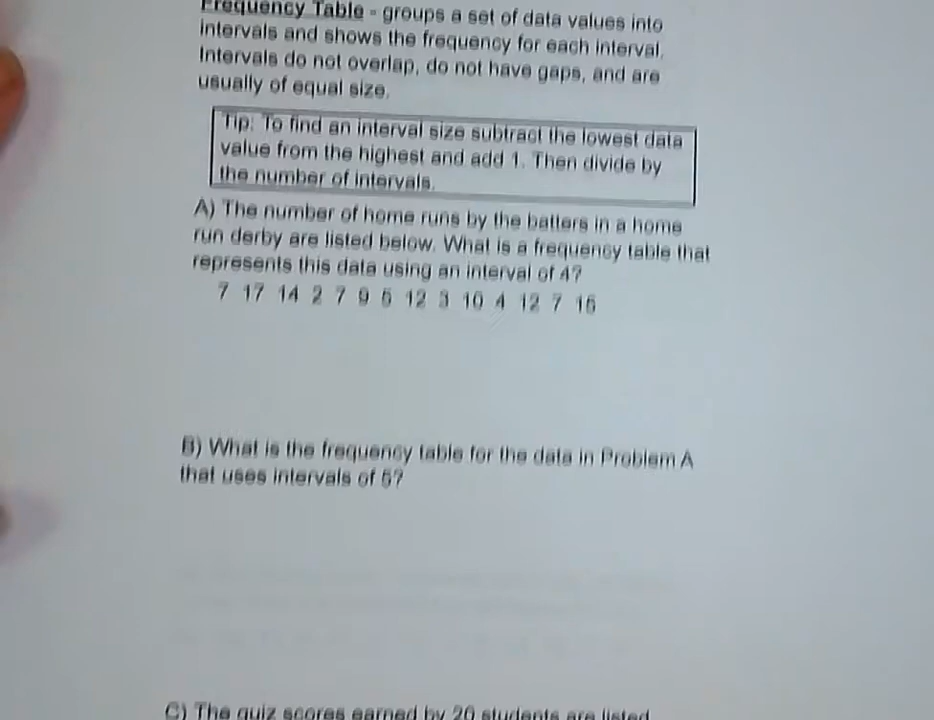 Frequency Table - groups a set of data values into
intervals and shows the frequency for each interval.
Intervals do not overlap, do not have gaps, and are
usually of equal size.
Tip: To find an interval size subtract the lowest data
value from the highest and add 1. Then divide by
the number of intervals.
A) The number of home runs by the batters in a home
run derby are listed below. What is a frequency table that
represents this data using an interval of 4?
7 17 14 2 7 9 5 12 3 10 4 12 7 15
B) What is the frequency table for the data in Problem A
that uses intervals of 5?
C) The quiz scores earned by 20 students are listed